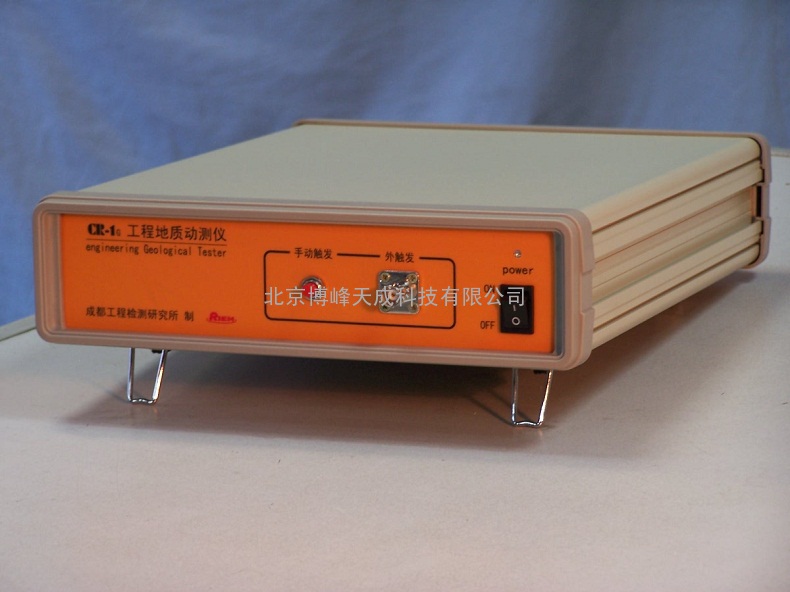 CR-1G 工程地质动测仪
engineering Geological Tester
手动触发
外触发
power
ON
OFF
成都工程检测研究所 制
北京博峰天成科技有限公司